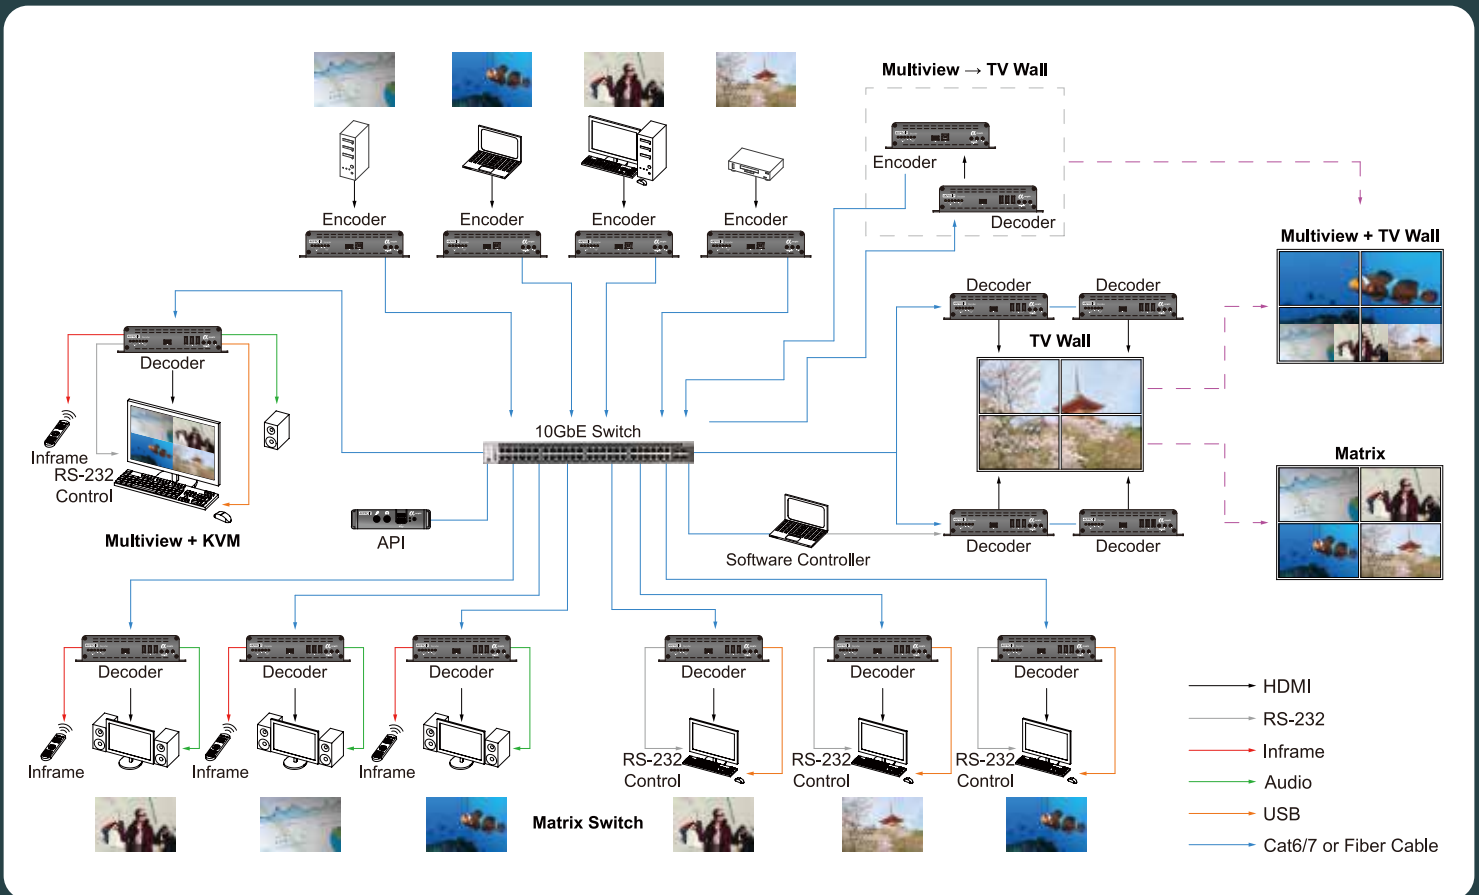 Multiview → TV Wall
Encoder
Decoder
Encoder
Encoder
Encoder
Encoder
Multiview + TV Wall
Decoder
Decoder
TV Wall
Decoder
Inframe
RS-232
Control
Multiview + KVM
10GbE Switch
API
Software Controller
Decoder
Decoder
Matrix
Decoder
Decoder
Decoder
Decoder
Decoder
Decoder
Inframe
Inframe
Inframe
RS-232
Control
RS-232
Control
RS-232
Control
Matrix Switch
HDMI
RS-232
Inframe
Audio
USB
Cat6/7 or Fiber Cable